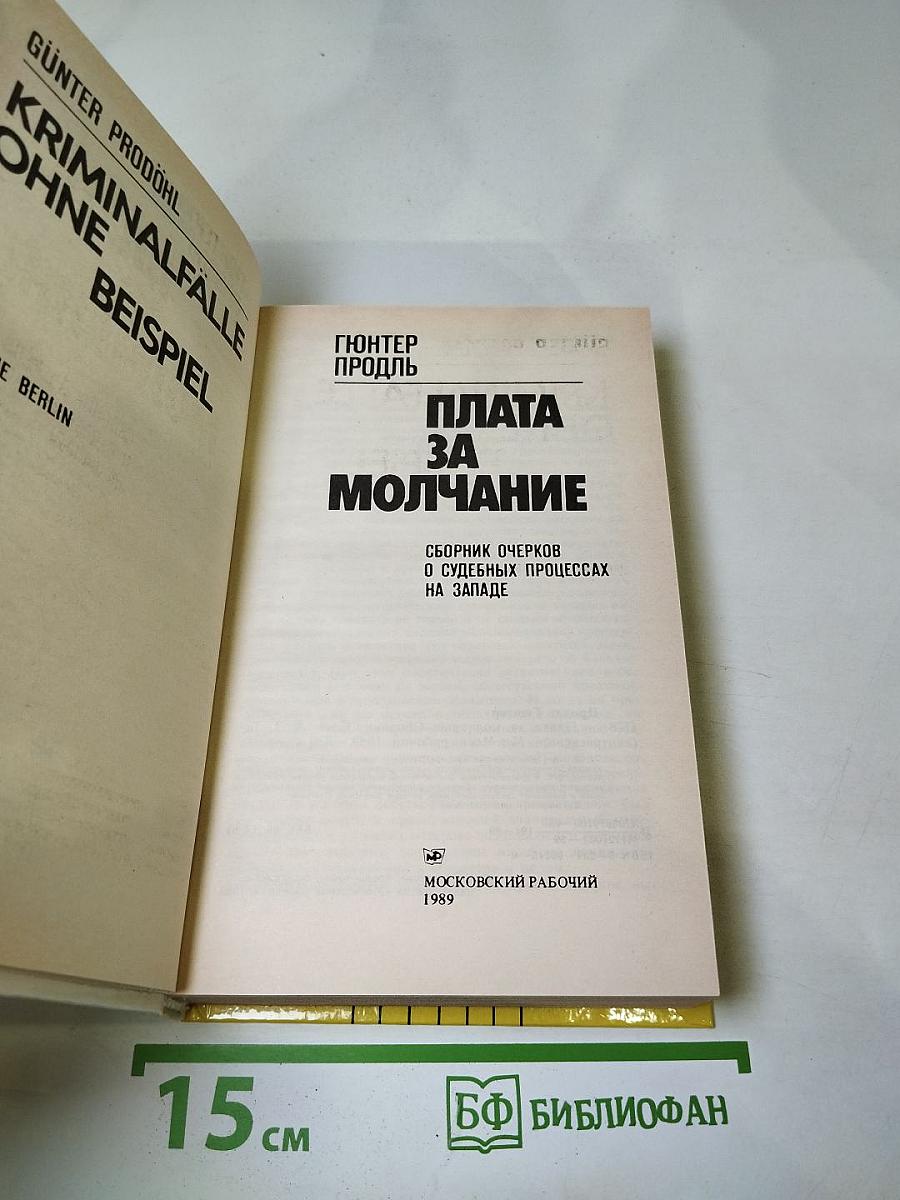 GÜNTER PRODÖHL
KRIMINALFÄLLE
OHNE
BEISPIEL
BERLIN
ГЮНТЕР
ПРОДЛЬ
ПЛАТА
ЗА
МОЛЧАНИЕ
СБОРНИК ОЧЕРКОВ
О СУДЕБНЫХ ПРОЦЕССАХ
НА ЗАПАДЕ
МР
МОСКОВСКИЙ РАБОЧИЙ
1989
15 см
БФ БИБЛИОФАН